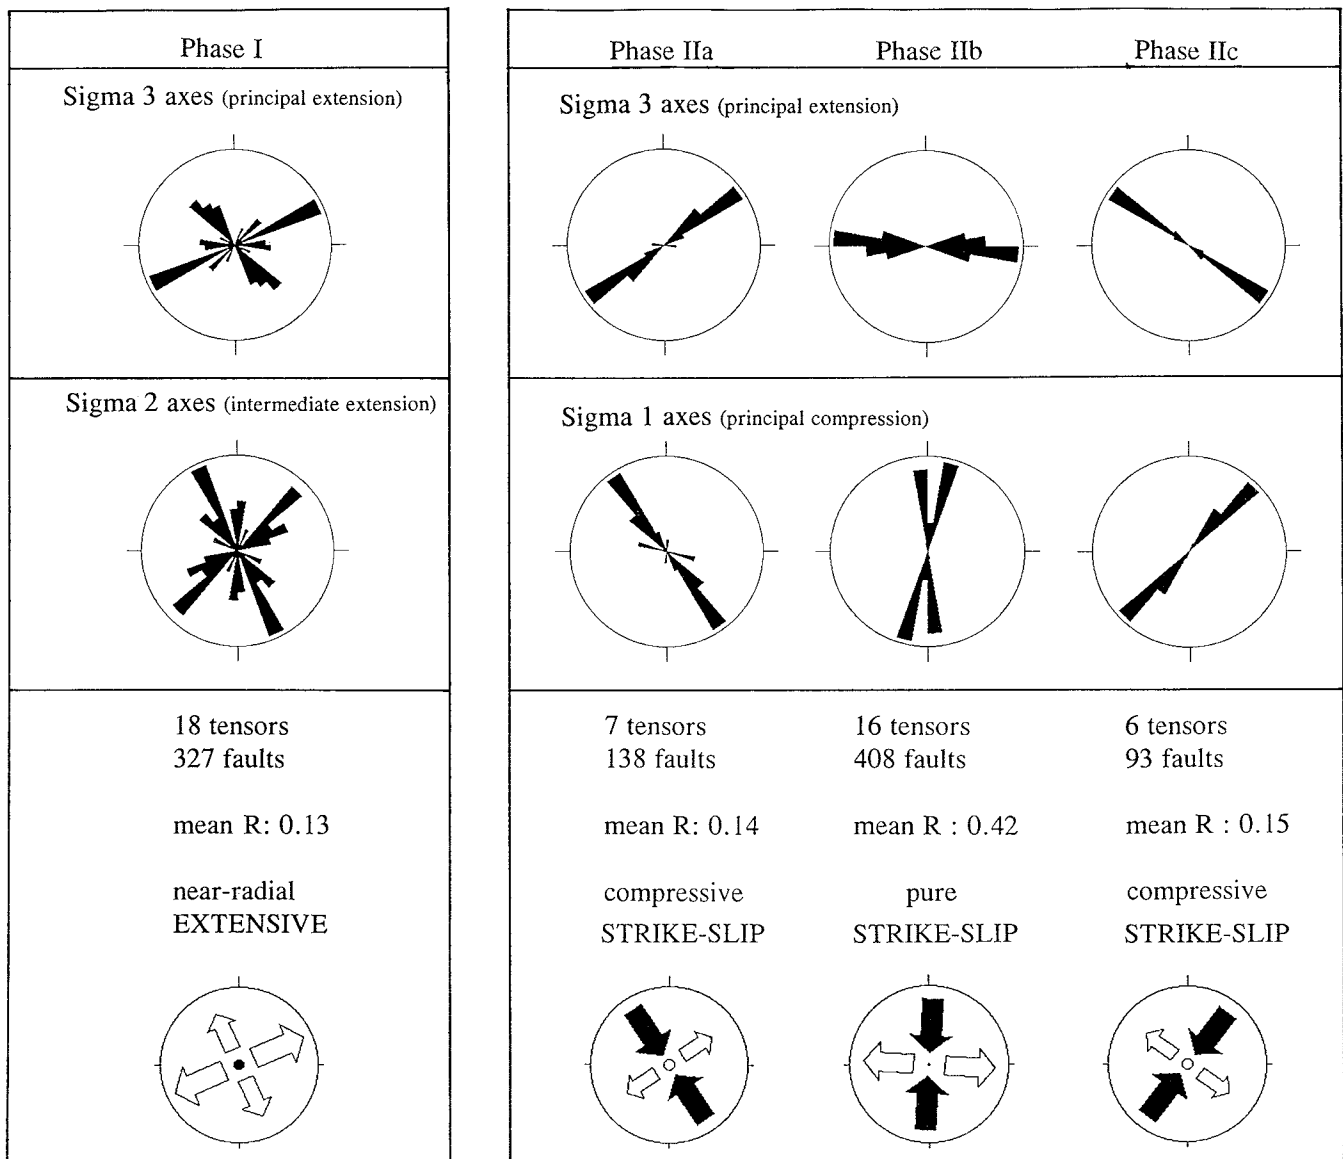 Phase I
Sigma 3 axes (principal extension)
Sigma 2 axes (intermediate extension)
18 tensors
327 faults
mean R: 0.13
near-radial
EXTENSIVE
Phase IIa Phase IIb Phase IIc
Sigma 3 axes (principal extension)
Sigma 1 axes (principal compression)
7 tensors 16 tensors 6 tensors
138 faults 408 faults 93 faults
mean R: 0.14 mean R : 0.42 mean R : 0.15
compressive pure compressive
STRIKE-SLIP STRIKE-SLIP STRIKE-SLIP